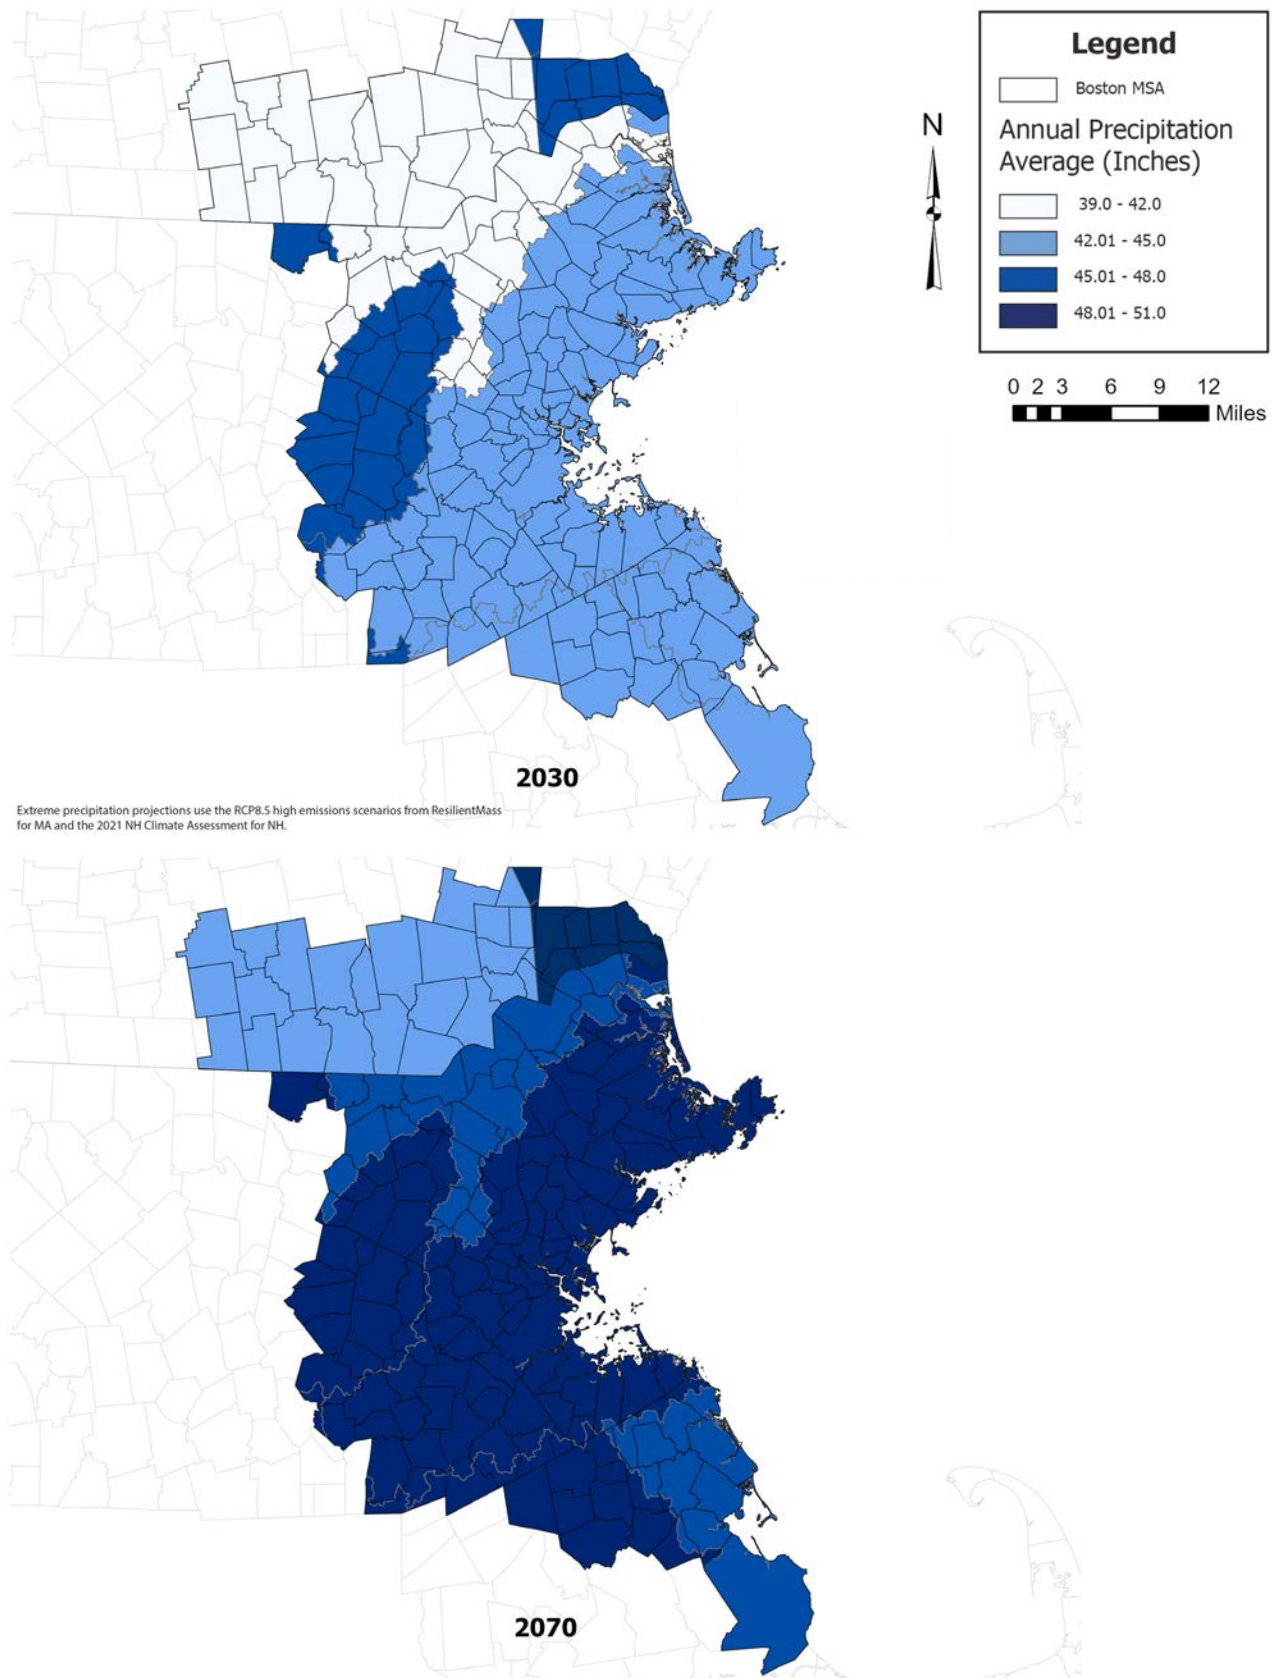 Legend
Boston MSA
Annual Precipitation
Average (Inches)
39.0 - 42.0
42.01 - 45.0
45.01 - 48.0
48.01 - 51.0
N
0 2 3 6 9 12
Miles
2030
Extreme precipitation projections use the RCP8.5 high emissions scenarios from ResilientMass
for MA and the 2021 NH Climate Assessment for NH.
2070